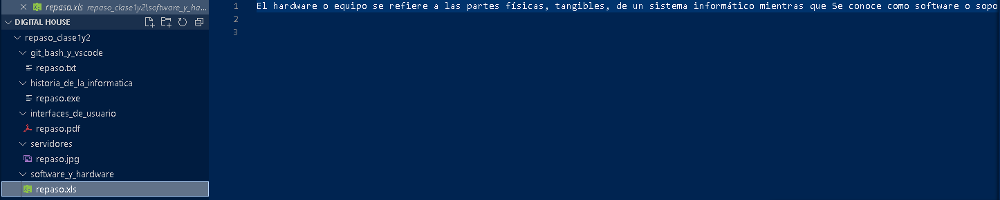 repaso.xls repaso_clase1y2\software_y_ha...
DIGITAL HOUSE
repaso_clase1y2
git_bash_y_vscode
repaso.txt
historia_de_la_informatica
repaso.exe
interfaces_de_usuario
repaso.pdf
servidores
repaso.jpg
software_y_hardware
repaso.xls
1 El hardware o equipo se refiere a las partes físicas, tangibles, de un sistema informático mientras que Se conoce como software o sopo
2
3